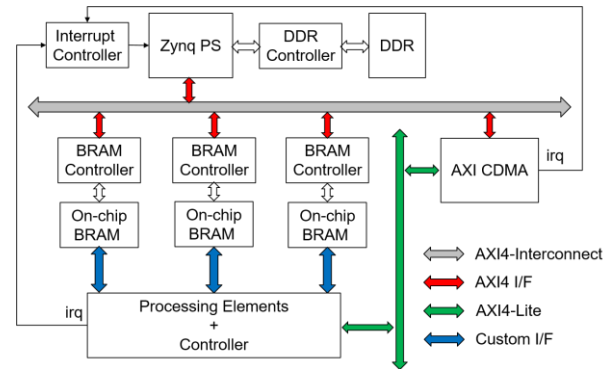 Interrupt
Controller
Zynq PS
DDR
Controller
DDR
BRAM
Controller
BRAM
Controller
BRAM
Controller
AXI CDMA
irq
On-chip
BRAM
On-chip
BRAM
On-chip
BRAM
irq
Processing Elements
+
Controller
AXI4-Interconnect
AXI4 I/F
AXI4-Lite
Custom I/F